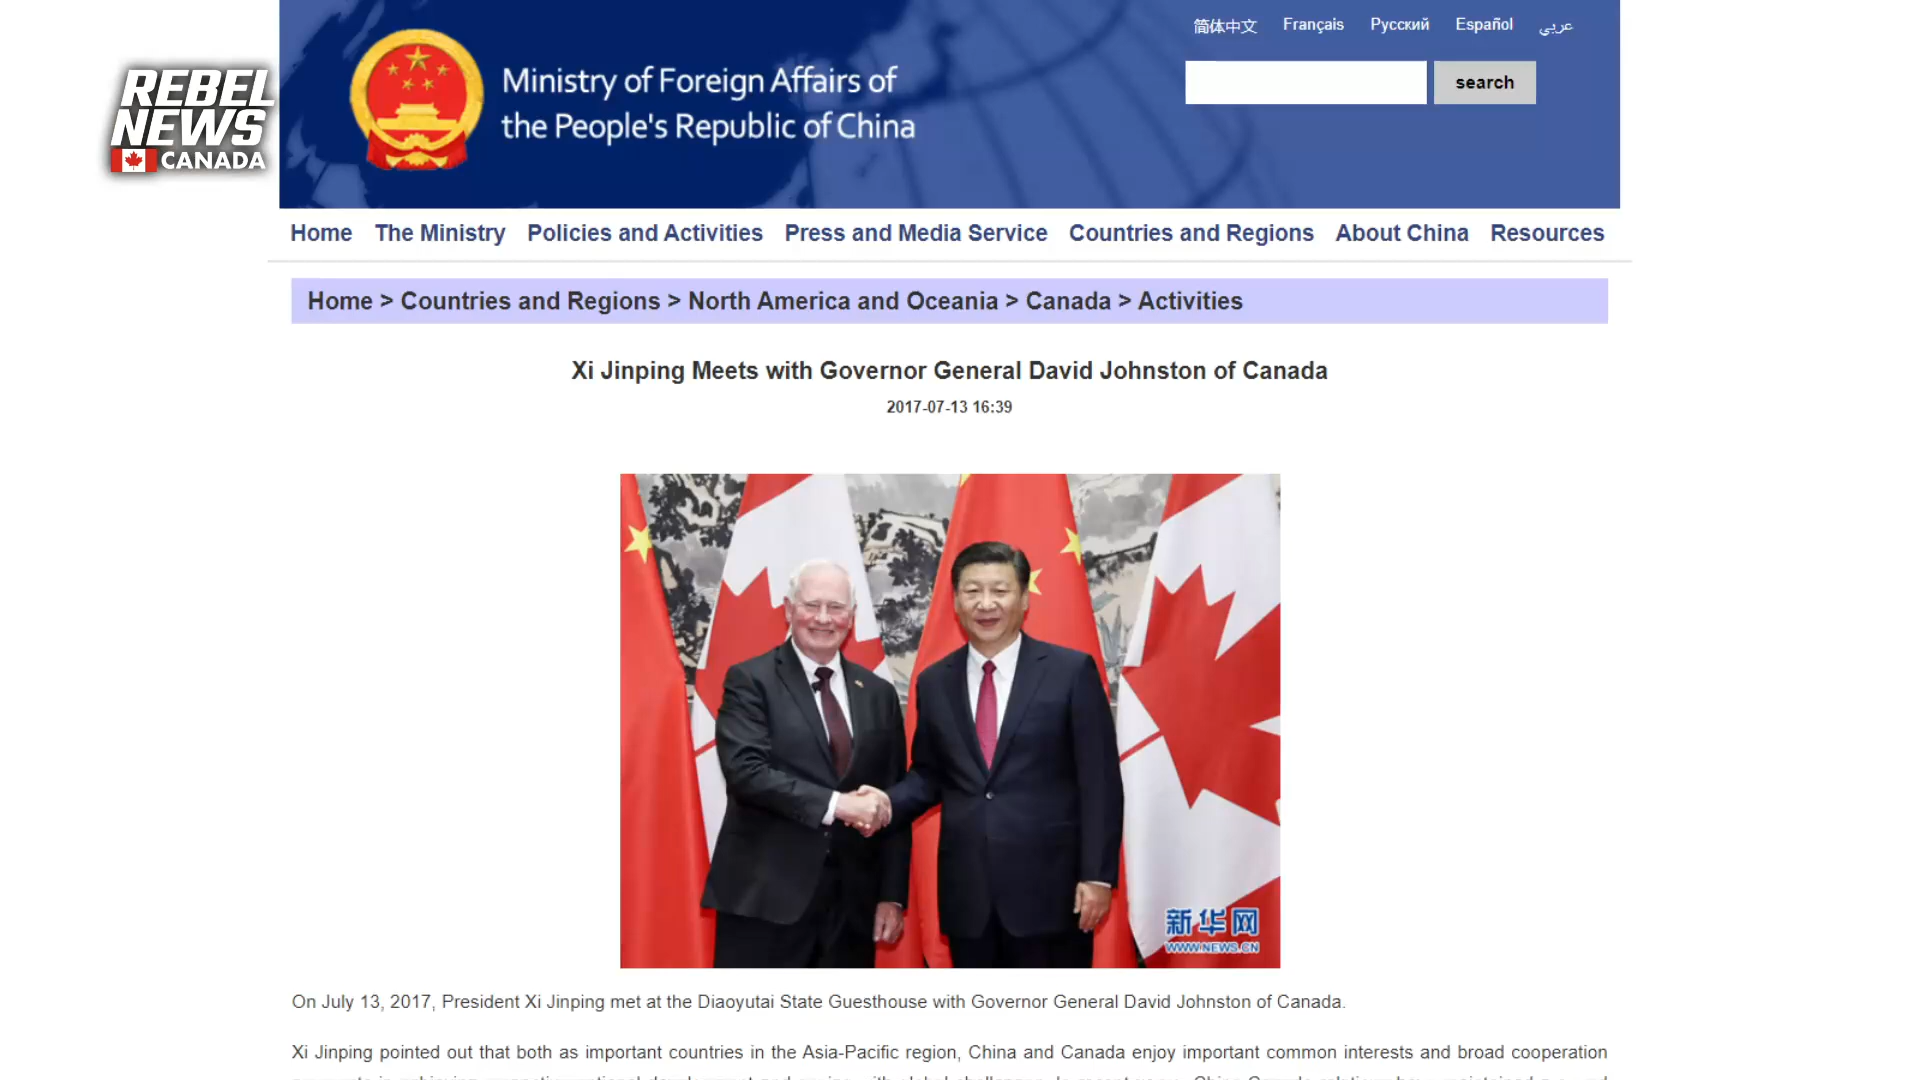 简体中文 Français Русский Español عربي
REBEL
NEWS
CANADA
Ministry of Foreign Affairs of
the People's Republic of China
search
Home The Ministry Policies and Activities Press and Media Service Countries and Regions About China Resources
Home > Countries and Regions > North America and Oceania > Canada > Activities
Xi Jinping Meets with Governor General David Johnston of Canada
2017-07-13 16:39
新华网
WWW.NEWS.CN
On July 13, 2017, President Xi Jinping met at the Diaoyutai State Guesthouse with Governor General David Johnston of Canada.
Xi Jinping pointed out that both as important countries in the Asia-Pacific region, China and Canada enjoy important common interests and broad cooperation